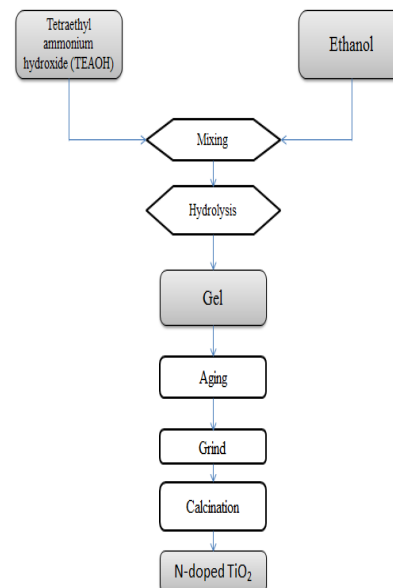 Tetraethyl
ammonium
hydroxide (TEAOH)
Ethanol
Mixing
Hydrolysis
Gel
Aging
Grind
Calcination
N-doped TiO₂